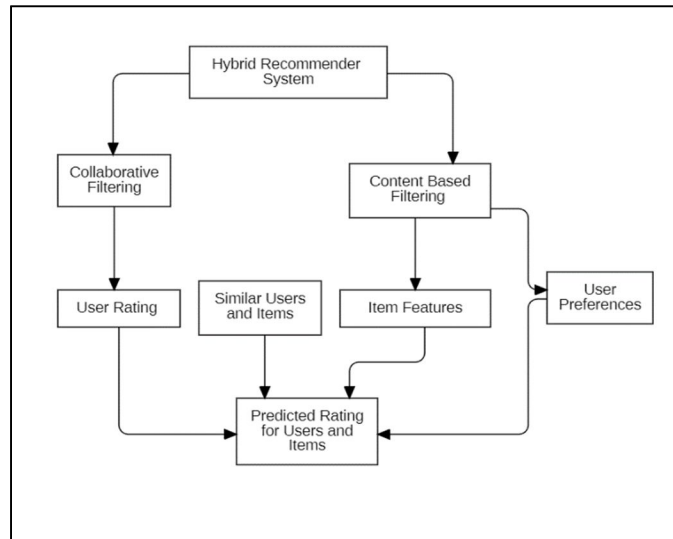 Hybrid Recommender
System
Collaborative
Filtering
Content Based
Filtering
User Rating
Similar Users
and Items
Item Features
User
Preferences
Predicted Rating
for Users and
Items